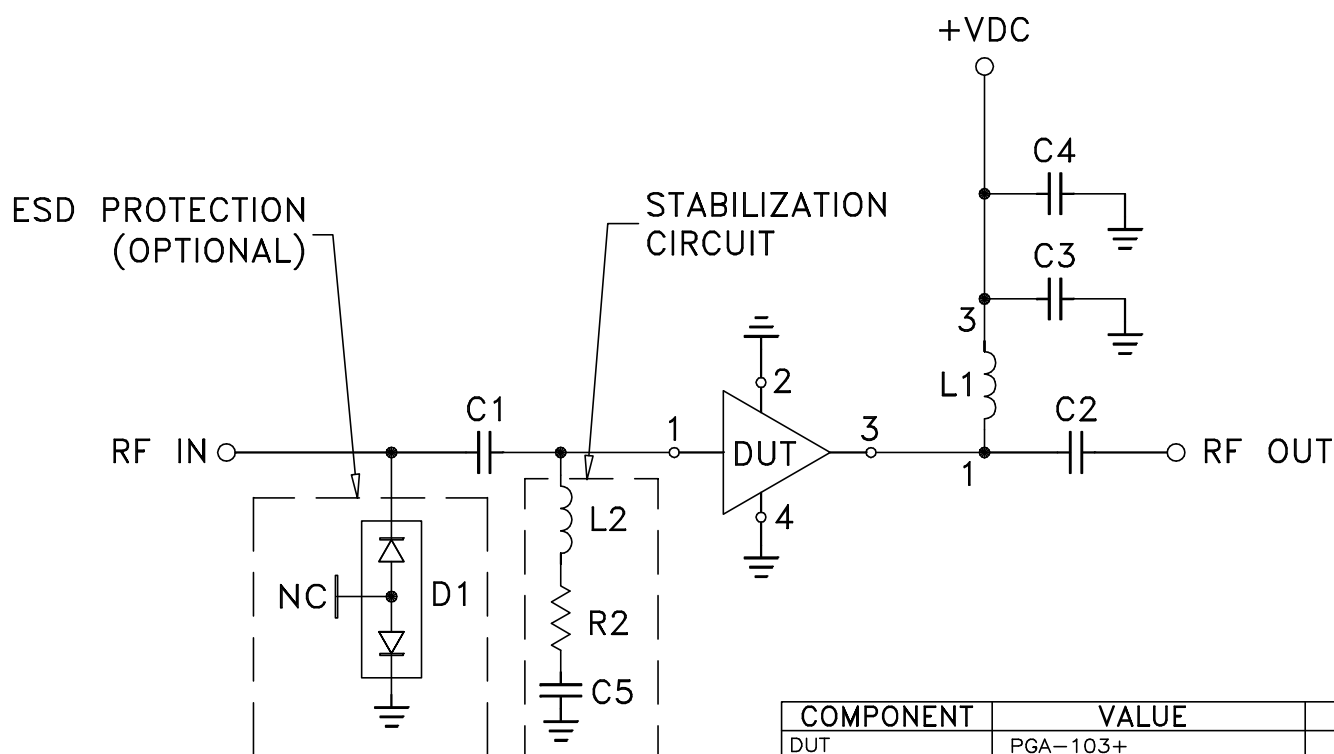 +VDC
C4
ESD PROTECTION
(OPTIONAL)
STABILIZATION
CIRCUIT
C3
3
2
L1
C1
C2
RF IN
1
DUT
3
1
RF OUT
4
L2
NC
D1
R2
C5
COMPONENT VALUE
DUT PGA-103+